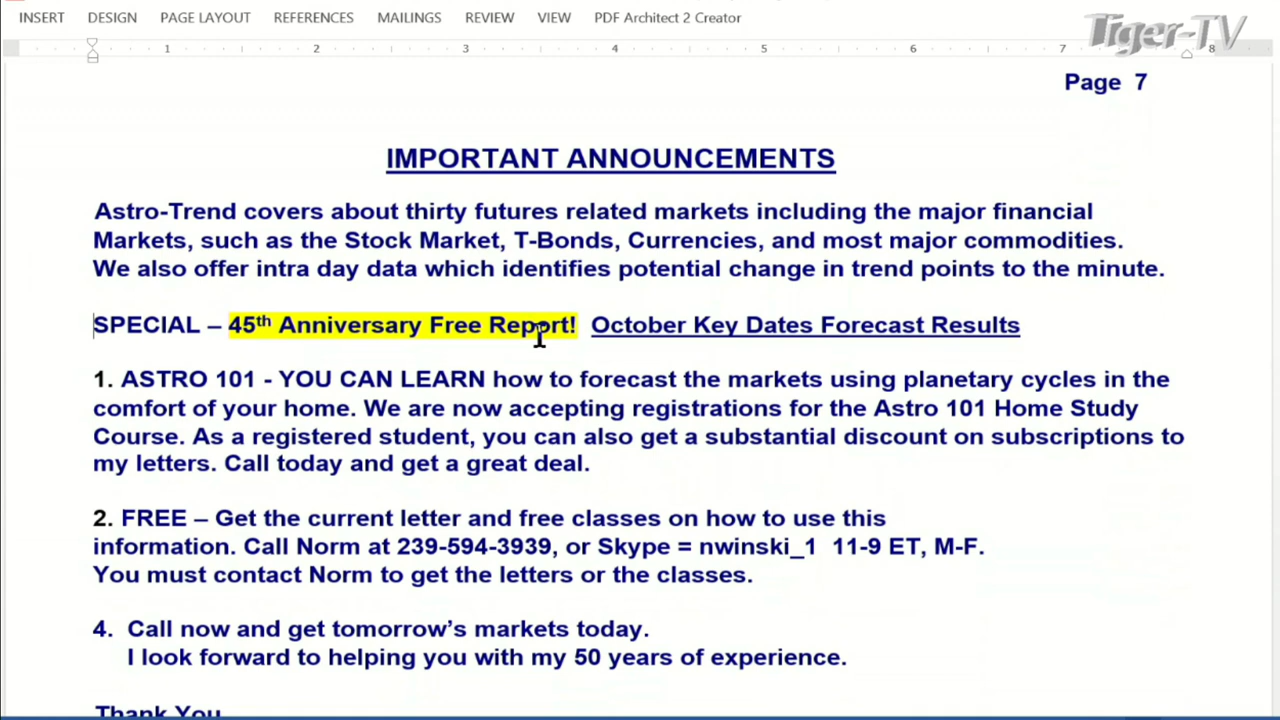 INSERT DESIGN PAGE LAYOUT REFERENCES MAILINGS REVIEW VIEW PDF Architect 2 Creator
Tiger-TV
1 2 3 4 5 6 7 8
Page 7
IMPORTANT ANNOUNCEMENTS
Astro-Trend covers about thirty futures related markets including the major financial
Markets, such as the Stock Market, T-Bonds, Currencies, and most major commodities.
We also offer intra day data which identifies potential change in trend points to the minute.
SPECIAL – 45th Anniversary Free Report! October Key Dates Forecast Results
1. ASTRO 101 - YOU CAN LEARN how to forecast the markets using planetary cycles in the
comfort of your home. We are now accepting registrations for the Astro 101 Home Study
Course. As a registered student, you can also get a substantial discount on subscriptions to
my letters. Call today and get a great deal.
2. FREE – Get the current letter and free classes on how to use this
information. Call Norm at 239-594-3939, or Skype = nwinski_1 11-9 ET, M-F.
You must contact Norm to get the letters or the classes.
4. Call now and get tomorrow’s markets today.
I look forward to helping you with my 50 years of experience.
Thank You